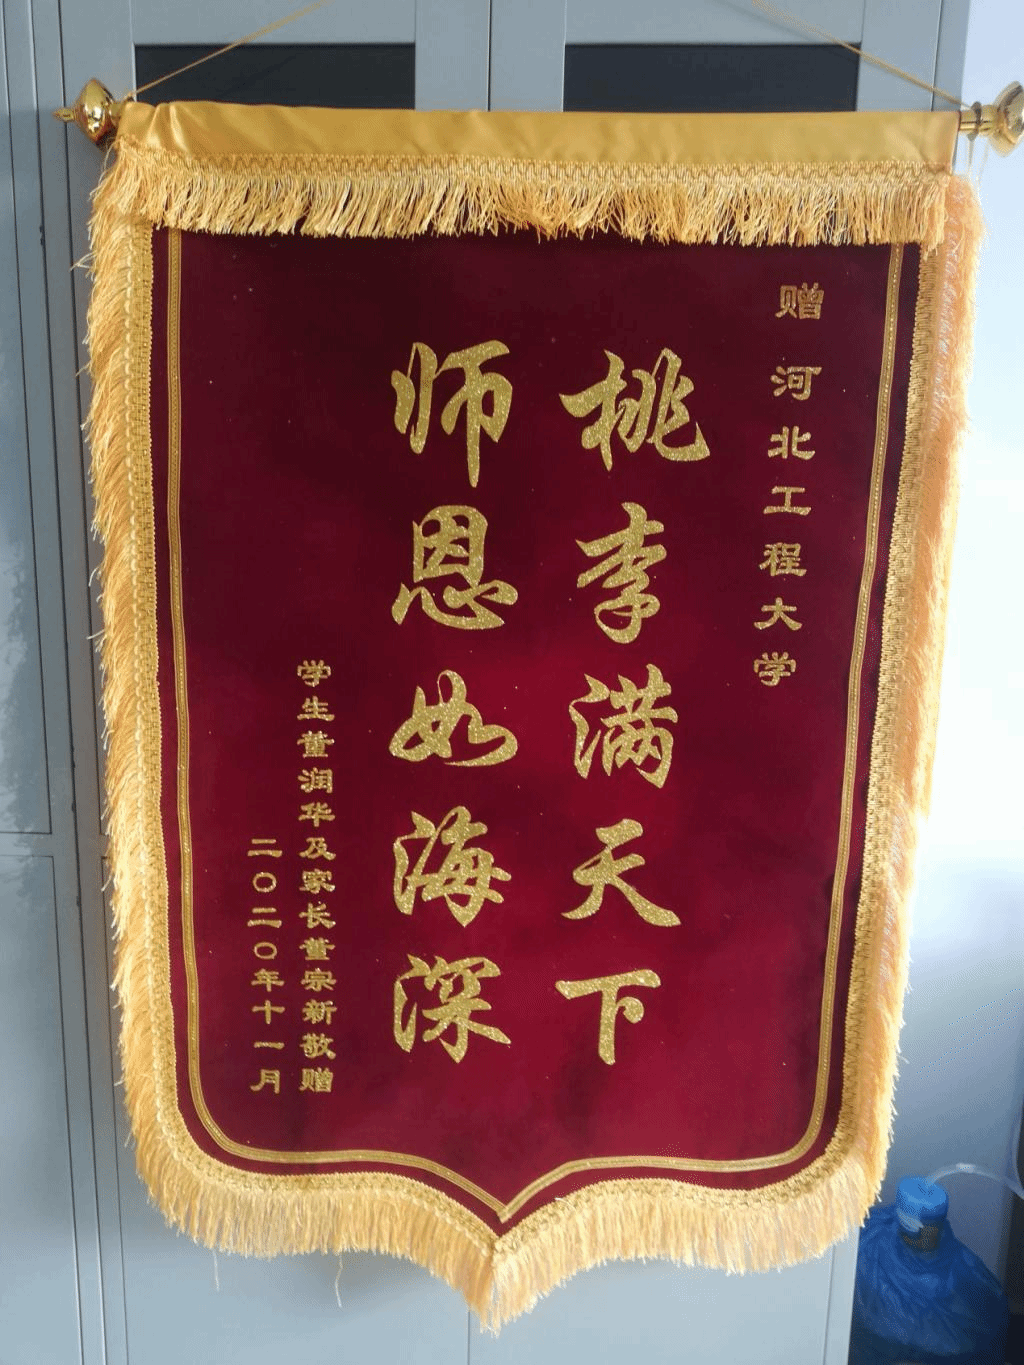 赠 河北工程大学
桃李满天下
师恩如海深
学生董润华及家长董宗新敬赠
二〇二〇年十一月